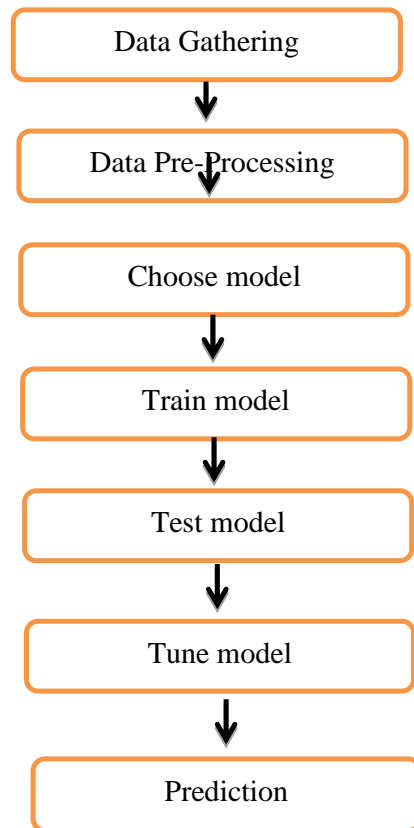 Data Gathering
Data Pre-Processing
Choose model
Train model
Test model
Tune model
Prediction